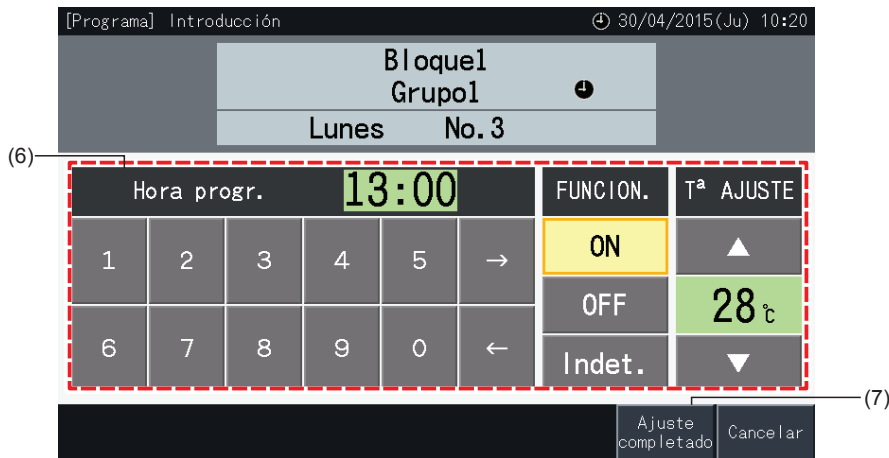 [Programa] Introducción 30/04/2015(Ju) 10:20
Bloque1
Grupo1
Lunes No.3
(6)
Hora progr. 13:00 FUNCION. Tª AJUSTE
1 2 3 4 5 → ON ▲
OFF 28℃
6 7 8 9 0 ← Indet. ▼
(7)
Ajuste
completado Cancelar